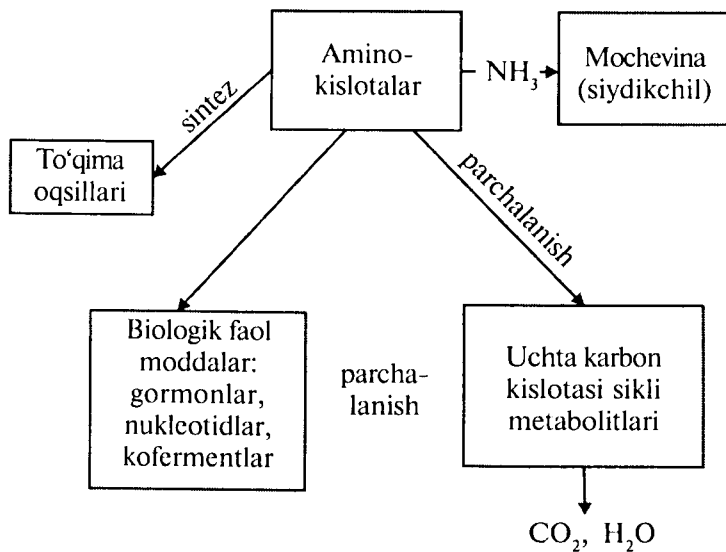 Amino-
kislotalar
NH₃
Mochevina
(siydikchil)
sintez
To‘qima
oqsillari
parchalanish
Biologik faol
moddalar:
gormonlar,
nukleotidlar,
kofermentlar
parcha-
lanish
Uchta karbon
kislotasi sikli
metabolitlari
CO₂, H₂O